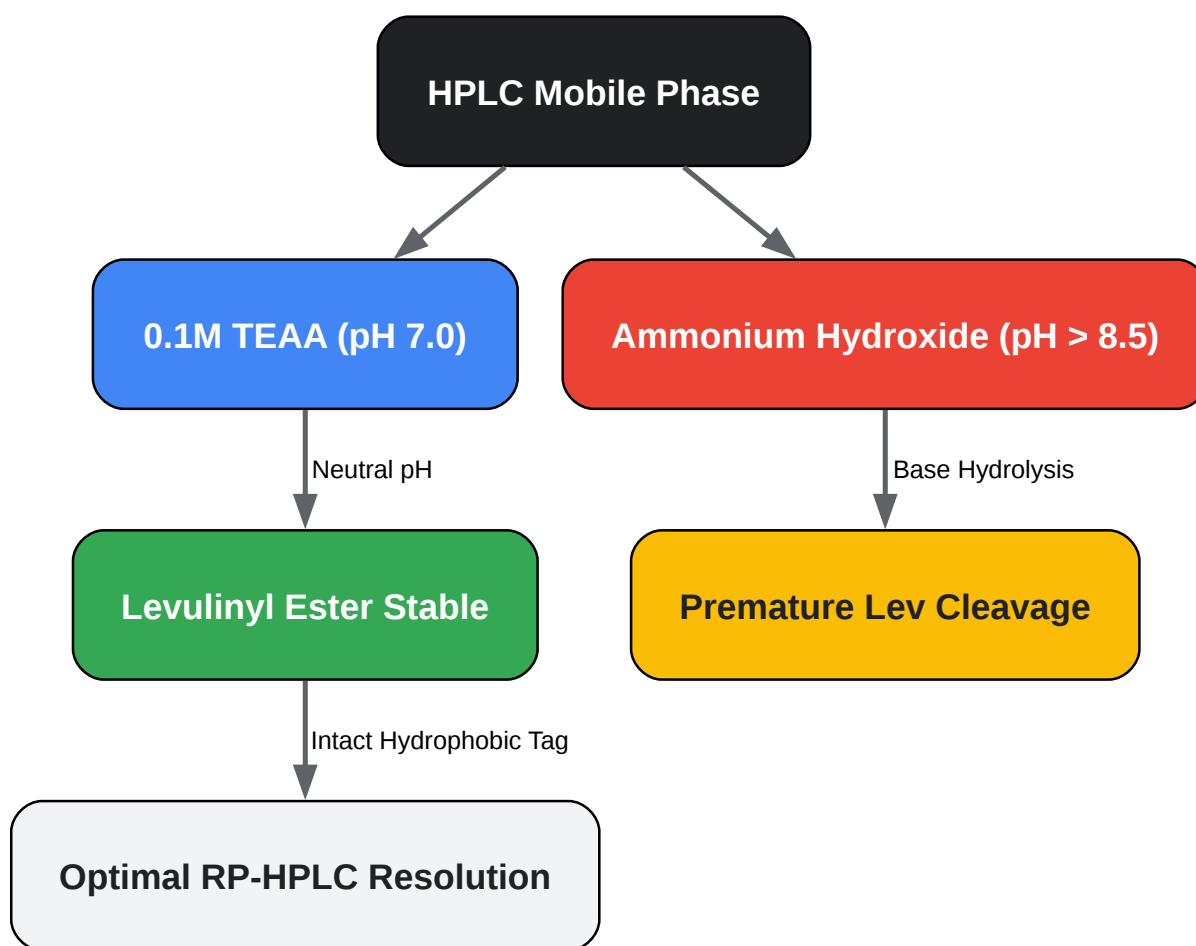 HPLC Mobile Phase
0.1M TEAA (pH 7.0)
Ammonium Hydroxide (pH > 8.5)
Neutral pH
Base Hydrolysis
Levulinyl Ester Stable
Premature Lev Cleavage
Intact Hydrophobic Tag
Optimal RP-HPLC Resolution